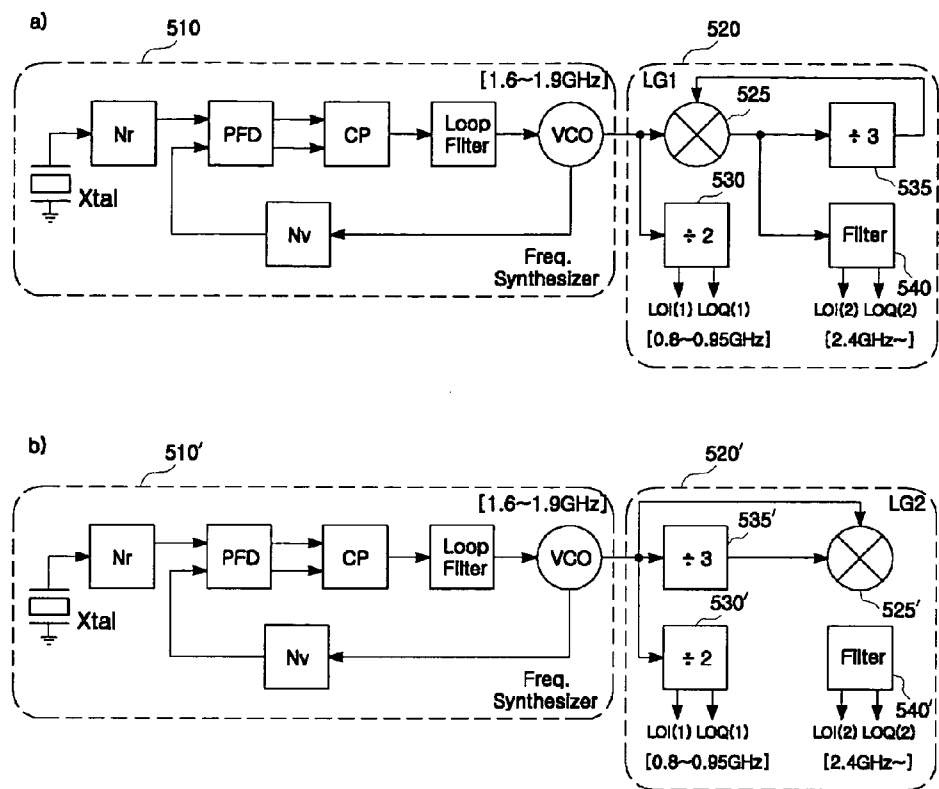 a)
510
520
[1.6~1.9GHz]
LG1
525
Nr
PFD
CP
Loop
Filter
VCO
÷ 3
535
Xtal
530
Nv
÷ 2
Filter
Freq.
Synthesizer
540
LOI(1) LOQ(1)
LOI(2) LOQ(2)
[0.8~0.95GHz]
[2.4GHz~]
b)
510′
520′
[1.6~1.9GHz]
LG2
535′
Nr
PFD
CP
Loop
Filter
VCO
÷ 3
525′
Xtal
530′
Nv
÷ 2
Filter
Freq.
Synthesizer
540′
LOI(1) LOQ(1)
LOI(2) LOQ(2)
[0.8~0.95GHz]
[2.4GHz~]